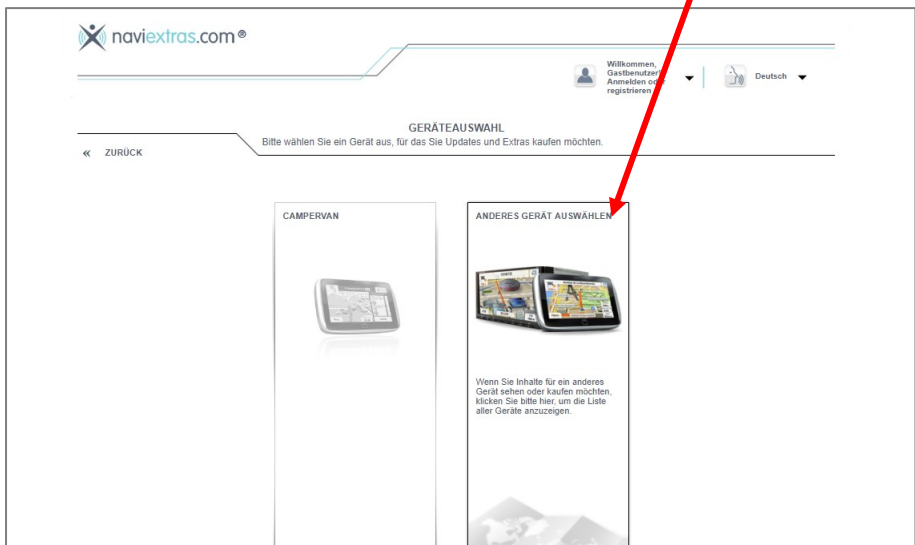 naviextras.com®
Willkommen,
Gastbenutzer!
Anmelden oder
registrieren
Deutsch
GERÄTEAUSWAHL
Bitte wählen Sie ein Gerät aus, für das Sie Updates und Extras kaufen möchten.
« ZURÜCK
CAMPERVAN
ANDERES GERÄT AUSWÄHLEN
Wenn Sie Inhalte für ein anderes
Gerät sehen oder kaufen möchten,
klicken Sie bitte hier, um die Liste
aller Geräte anzuzeigen.